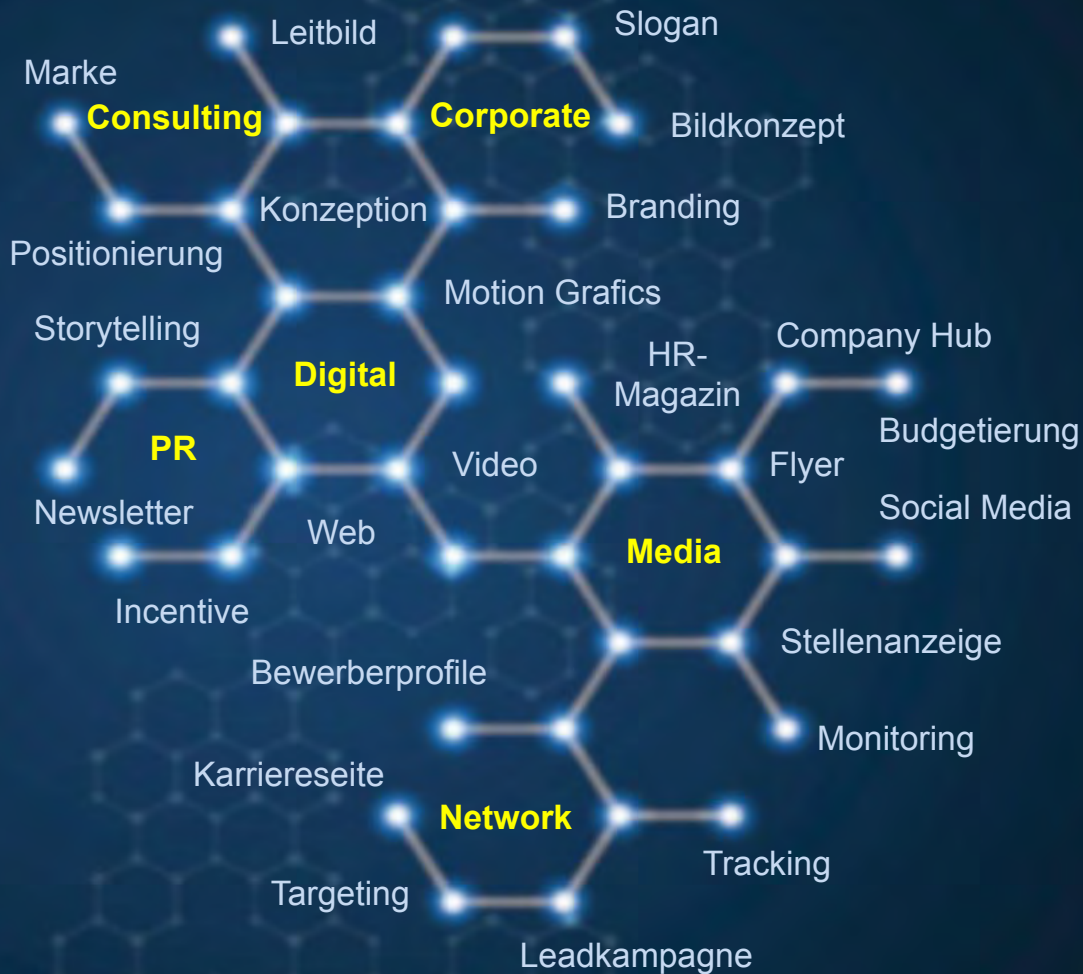 Leitbild
Slogan
Marke
Consulting
Corporate
Bildkonzept
Konzeption
Branding
Positionierung
Motion Grafics
Storytelling
Company Hub
HR-
Magazin
Digital
Budgetierung
PR
Video
Flyer
Newsletter
Social Media
Web
Media
Incentive
Stellenanzeige
Bewerberprofile
Monitoring
Karriereseite
Network
Tracking
Targeting
Leadkampagne